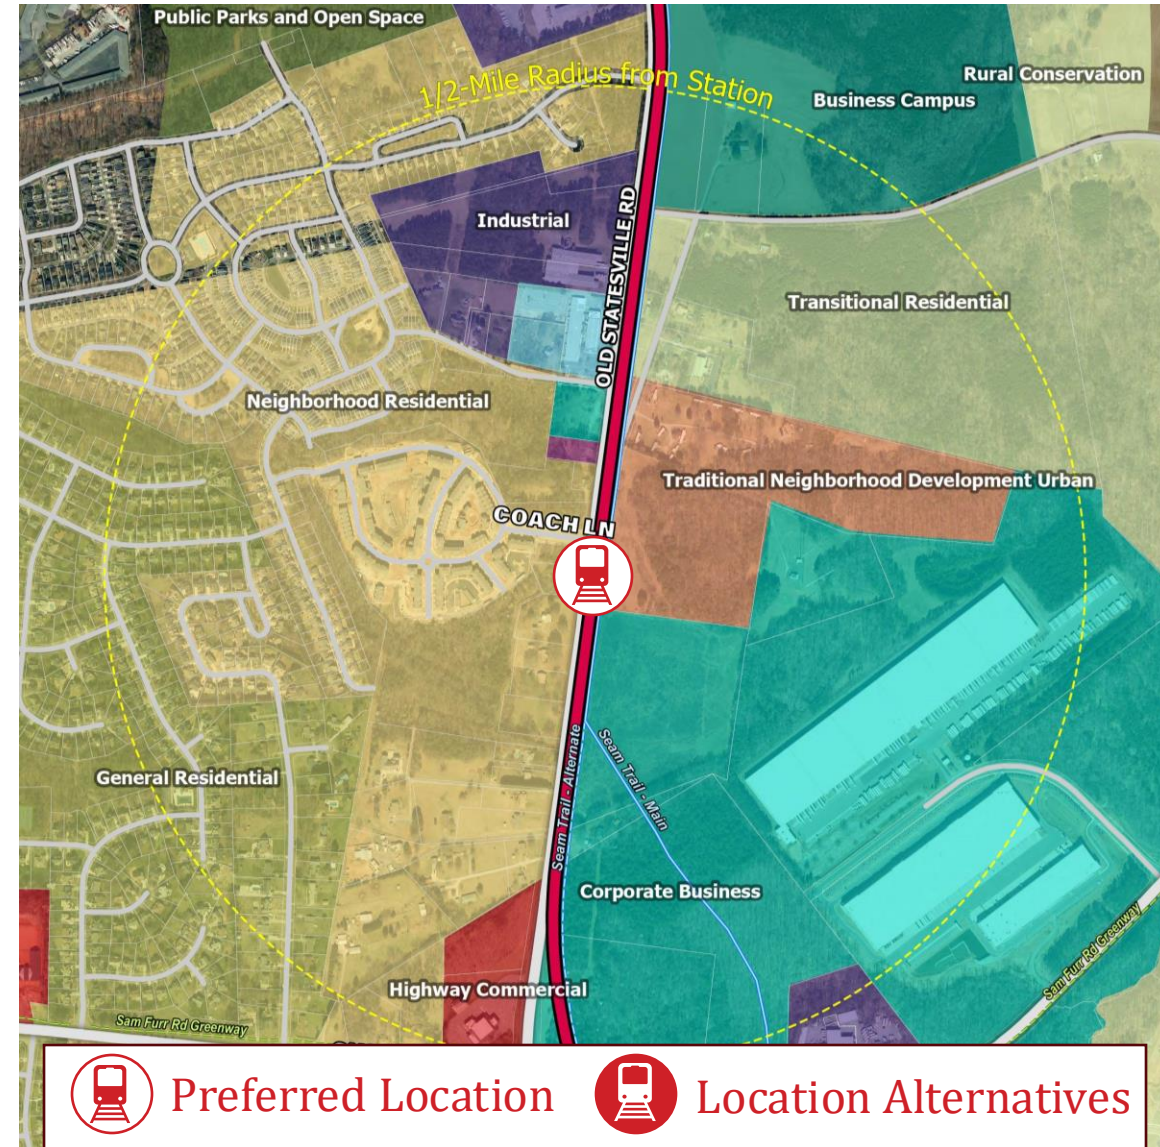 Public Parks and Open Space
1/2-Mile Radius from Station
Rural Conservation
Business Campus
Industrial
OLD STATESVILLE RD
Transitional Residential
Neighborhood Residential
Traditional Neighborhood Development Urban
COACH LN
Seam Trail - Alternate
Seam Trail - Main
General Residential
Corporate Business
Highway Commercial
Sam Furr Rd Greenway
Sam Furr Rd Greenway
Preferred Location
Location Alternatives